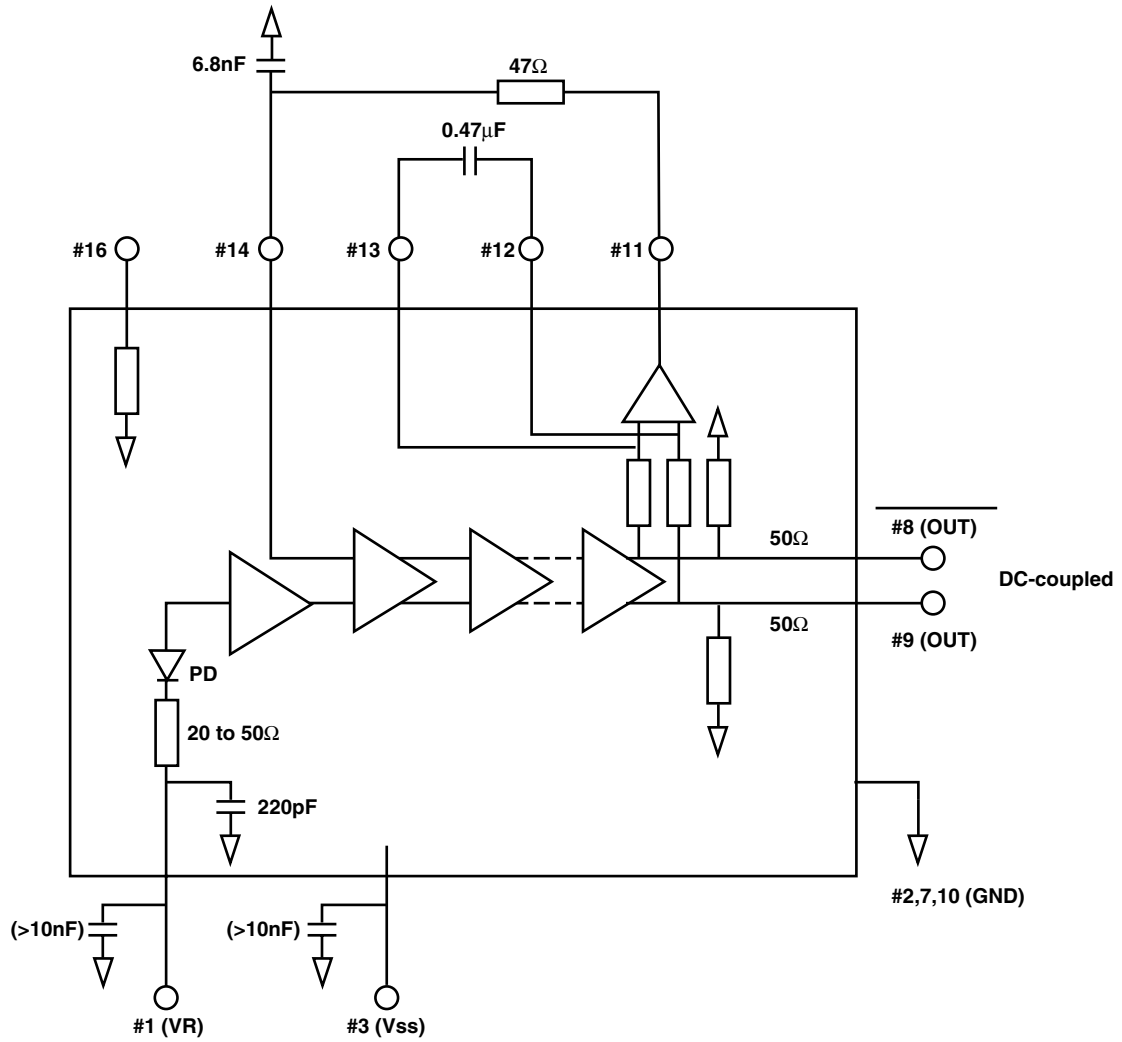 6.8nF
47Ω
0.47μF
#16
#14
#13
#12
#11
50Ω
#8 (OUT)
DC-coupled
50Ω
#9 (OUT)
PD
20 to 50Ω
220pF
#2,7,10 (GND)
(>10nF)
(>10nF)
#1 (VR)
#3 (Vss)